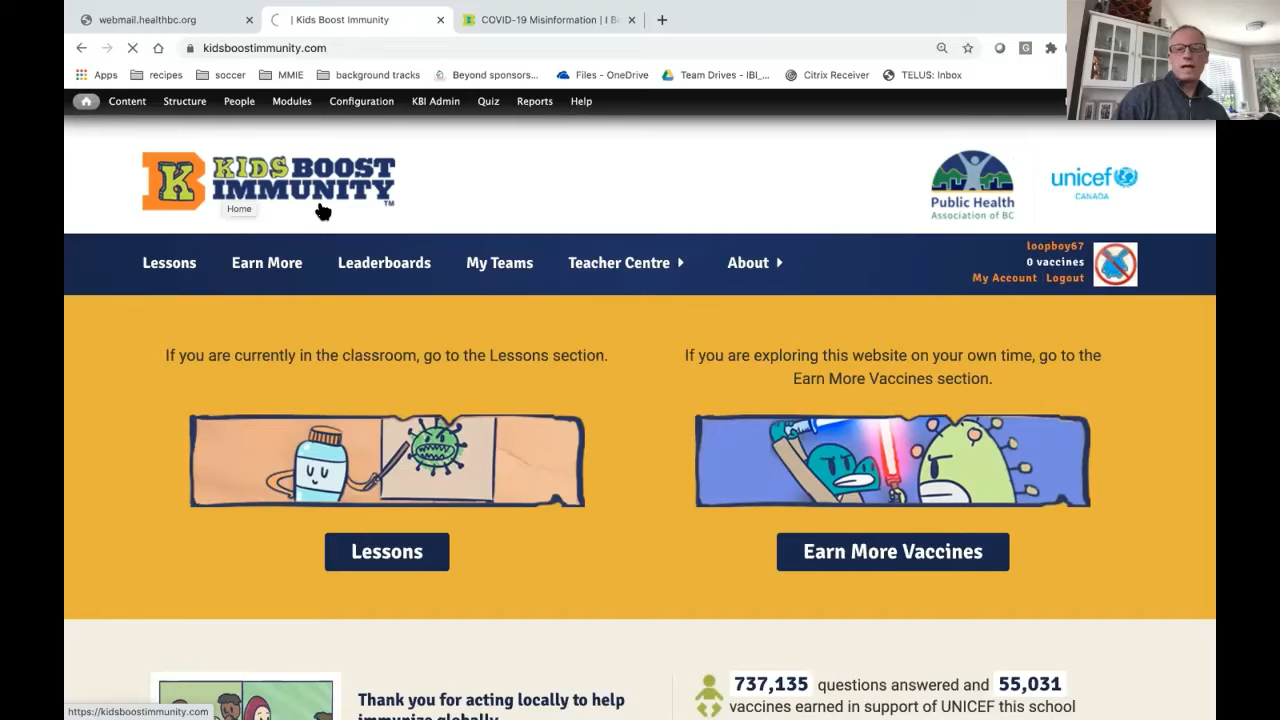 webmail.healthbc.org
| Kids Boost Immunity
COVID-19 Misinformation | I B
kidsboostimmunity.com
Apps
recipes
soccer
MMIE
background tracks
Beyond sponsors...
Files - OneDrive
Team Drives - IBI_...
Citrix Receiver
TELUS: Inbox
Content
Structure
People
Modules
Configuration
KBI Admin
Quiz
Reports
Help
K
KIDS BOOST
IMMUNITY™
Home
Public Health
Association of BC
unicef
CANADA
Lessons
Earn More
Leaderboards
My Teams
Teacher Centre
About
loopboy67
0 vaccines
My Account Logout
If you are currently in the classroom, go to the Lessons section.
If you are exploring this website on your own time, go to the
Earn More Vaccines section.
Lessons
Earn More Vaccines
Thank you for acting locally to help
immunize globally
737,135 questions answered and 55,031
vaccines earned in support of UNICEF this school
https://kidsboostimmunity.com